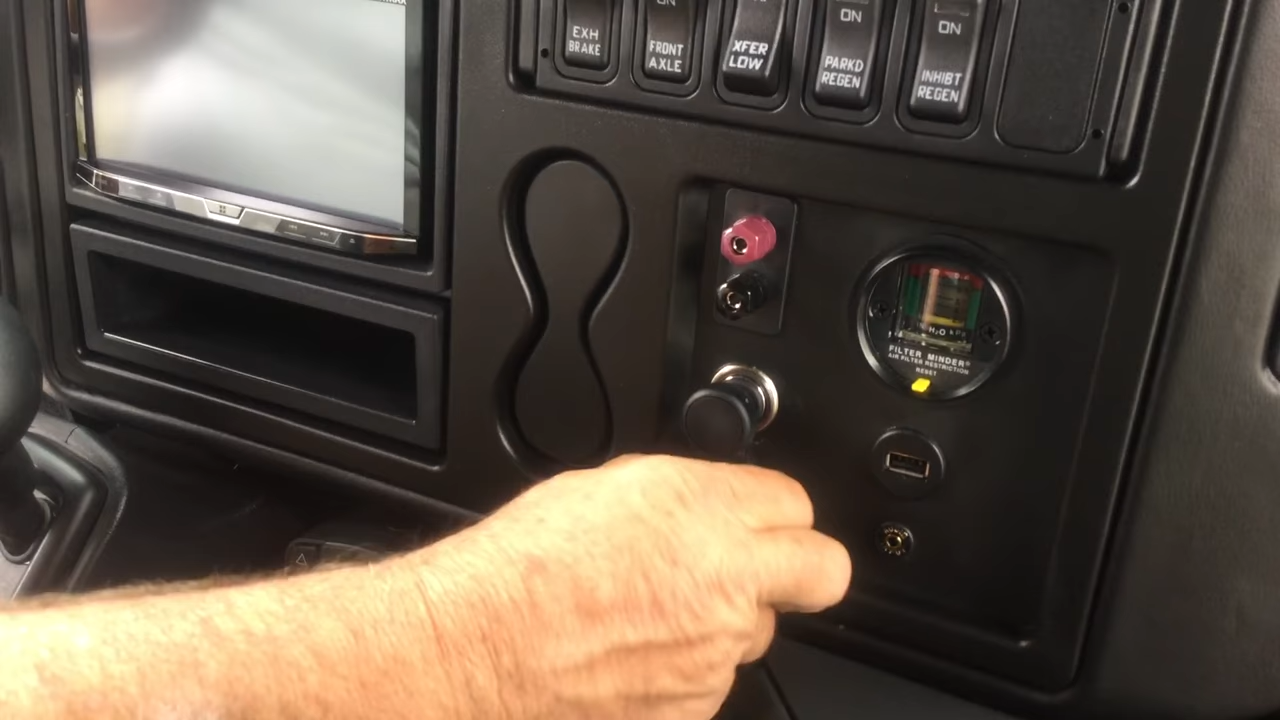 EXH
BRAKE
ON
FRONT
AXLE
XFER
LOW
ON
PARKD
REGEN
ON
INHIBT
REGEN
H₂O kPa
FILTER MINDER®
AIR FILTER RESTRICTION
RESET